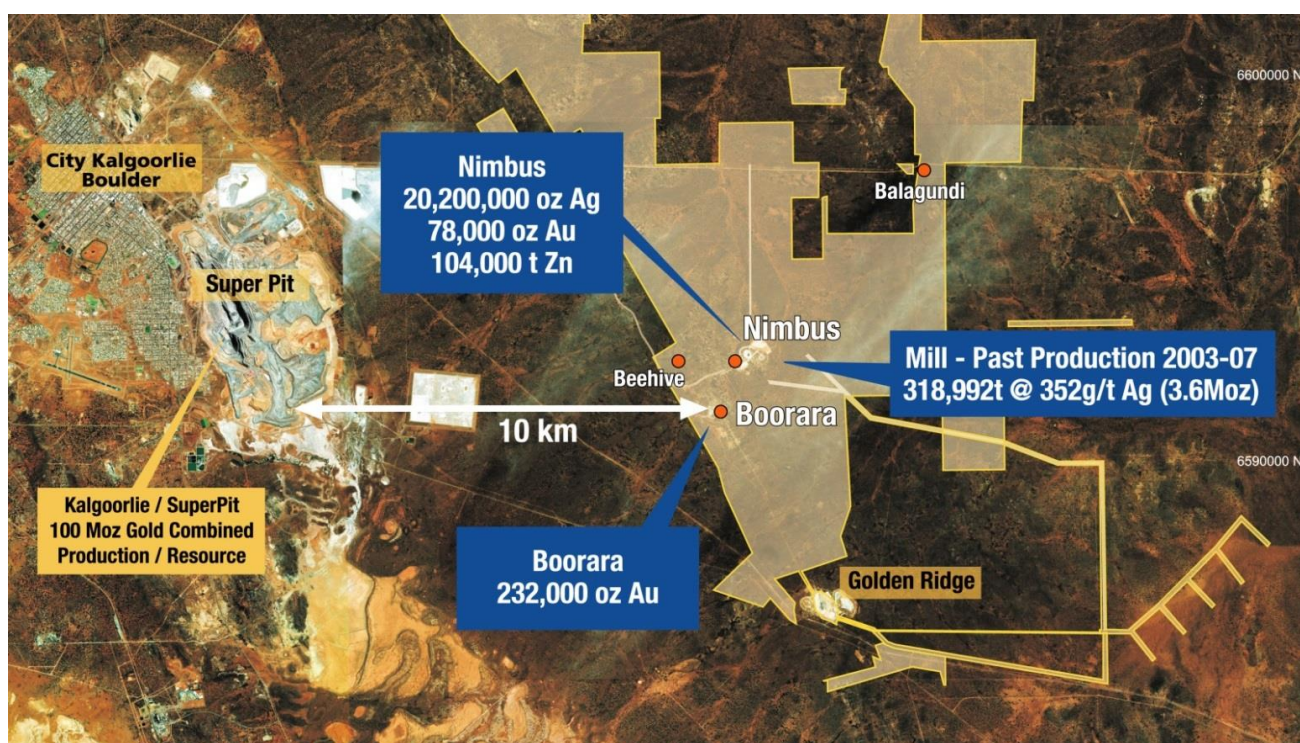 6600000 N
City Kalgoorlie
Boulder
Nimbus
20,200,000 oz Ag
78,000 oz Au
104,000 t Zn
Balagundi
Super Pit
Nimbus
Beehive
Mill - Past Production 2003-07
318,992t @ 352g/t Ag (3.6Moz)
Boorara
10 km
6590000 N
Kalgoorlie / SuperPit
100 Moz Gold Combined
Production / Resource
Boorara
232,000 oz Au
Golden Ridge